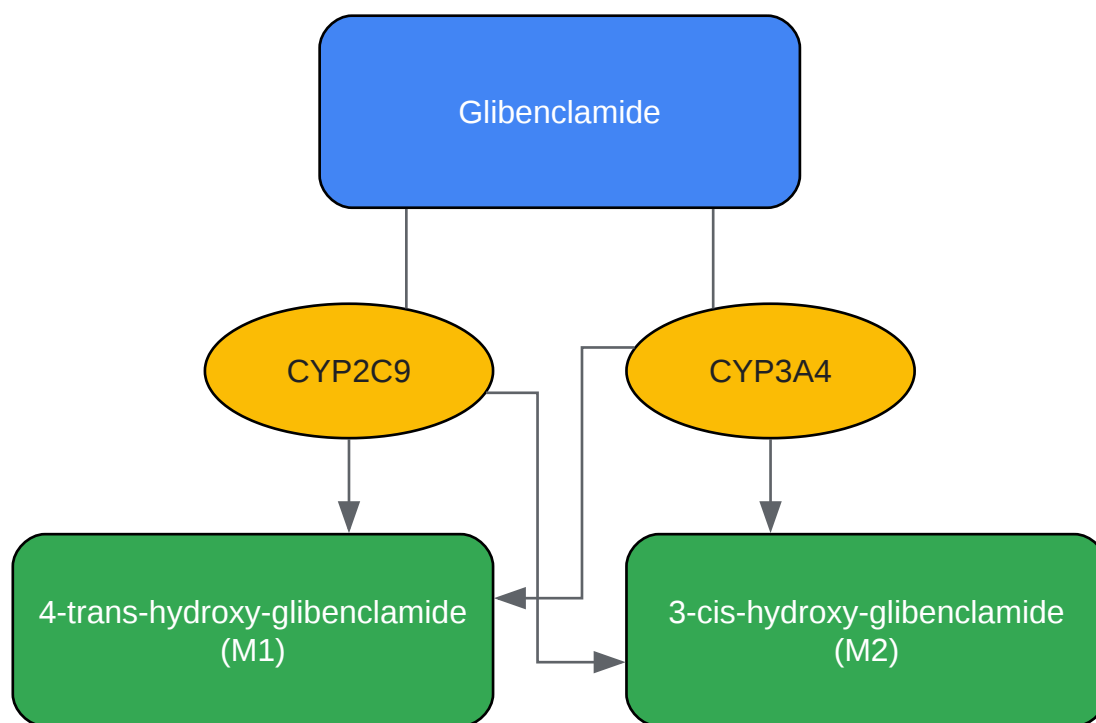 Glibenclamide
CYP2C9
CYP3A4
4-trans-hydroxy-glibenclamide
(M1)
3-cis-hydroxy-glibenclamide
(M2)